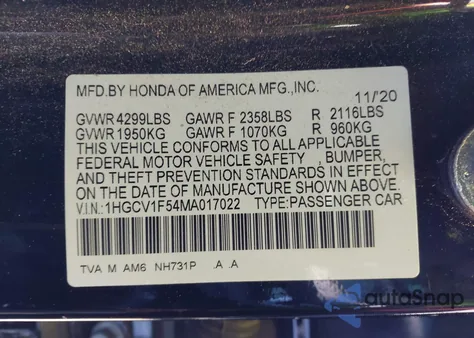 MFD.BY HONDA OF AMERICA MFG.,INC.
11/20
GVWR 4299LBS GAWR F 2358LBS R 2116LBS
GVWR 1950KG GAWR F 1070KG R 960KG
THIS VEHICLE CONFORMS TO ALL APPLICABLE
FEDERAL MOTOR VEHICLE SAFETY , BUMPER,
AND THEFT PREVENTION STANDARDS IN EFFECT
ON THE DATE OF MANUFACTURE SHOWN ABOVE.
V.I.N.:1HGCV1F54MA017022 TYPE:PASSENGER CAR
TVA M AM6 NH731P .A .A
autoSnap